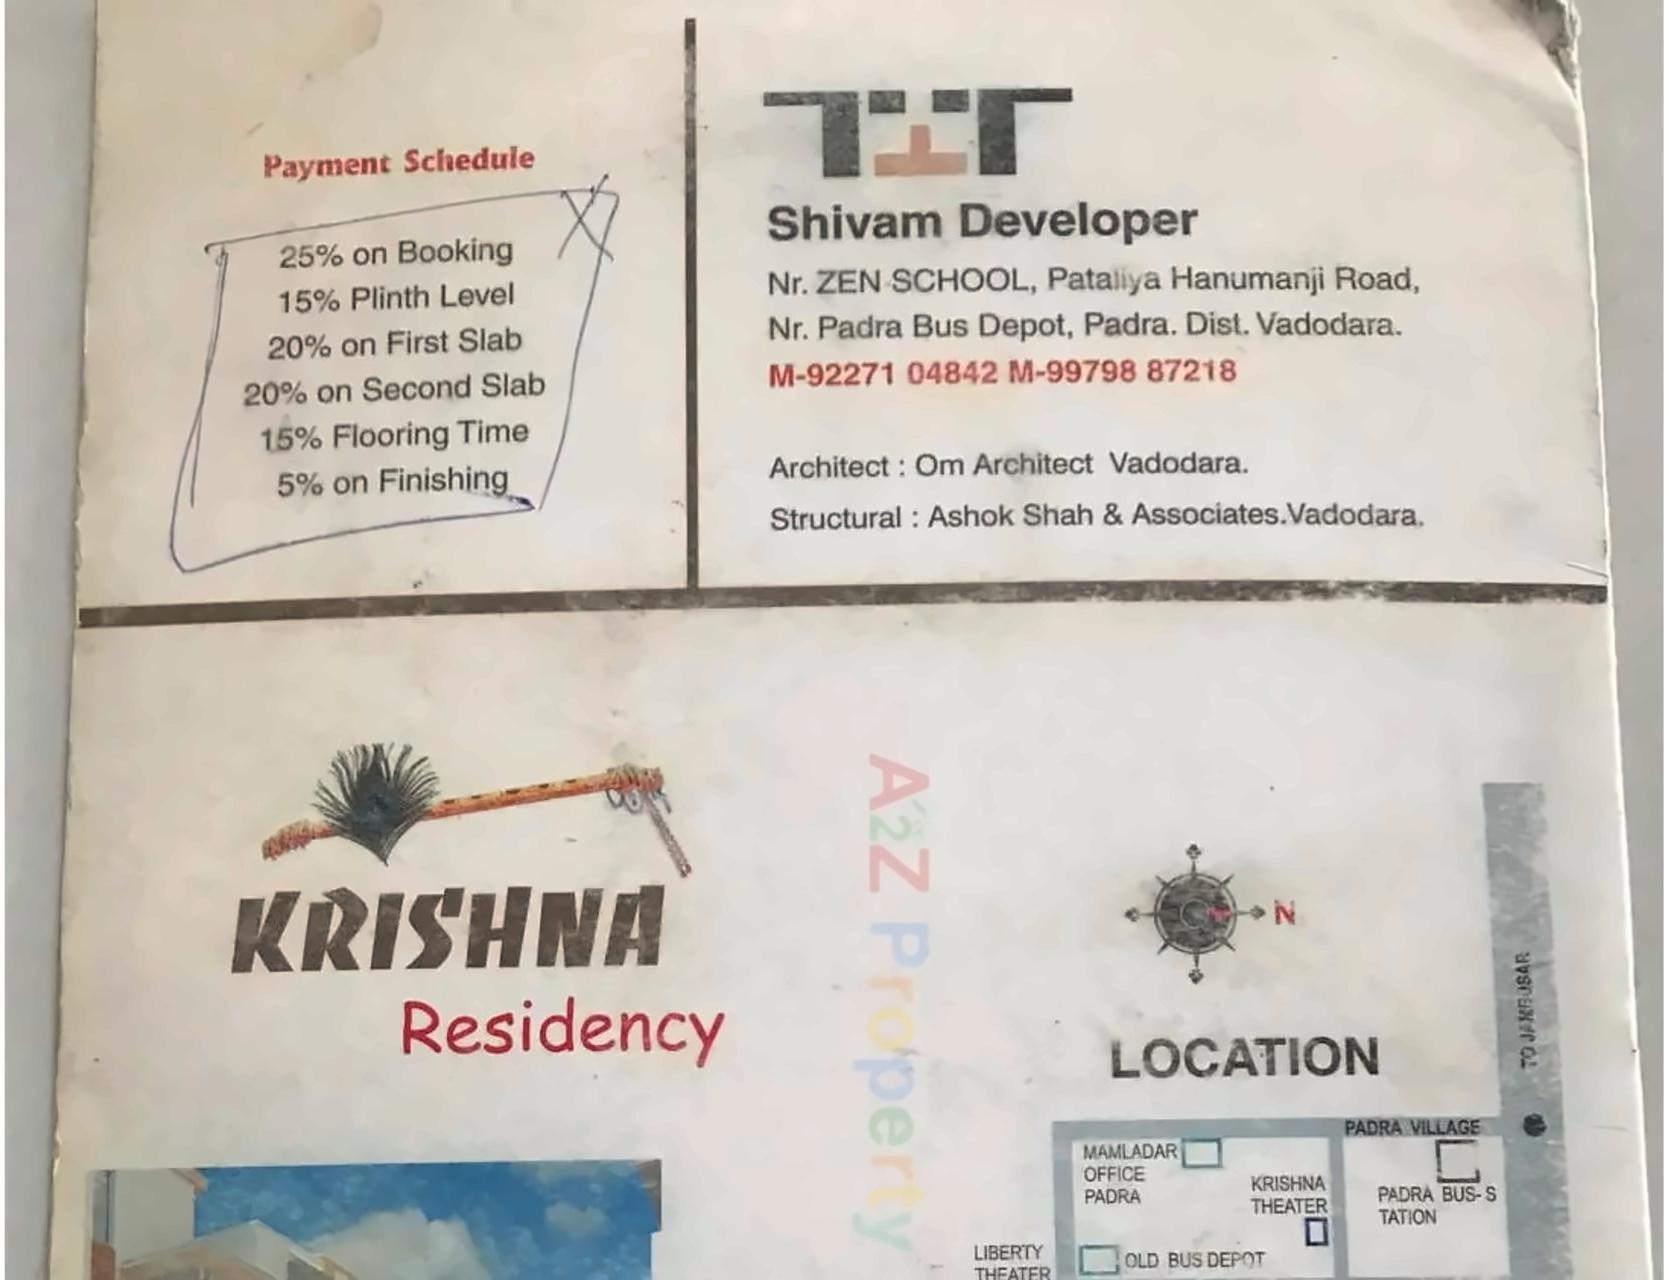 Payment Schedule
25% on Booking
15% Plinth Level
20% on First Slab
20% on Second Slab
15% Flooring Time
5% on Finishing
Shivam Developer
Nr. ZEN SCHOOL, Pataliya Hanumanji Road,
Nr. Padra Bus Depot, Padra. Dist. Vadodara.
M-92271 04842 M-99798 87218
Architect : Om Architect Vadodara.
Structural : Ashok Shah & Associates.Vadodara.
KRISHNA
Residency
A2Z Property
N
LOCATION
TO JAMBUSAR
PADRA VILLAGE
MAMLADAR
OFFICE
PADRA
KRISHNA
THEATER
PADRA BUS- S
TATION
LIBERTY
THEATER
OLD BUS DEPOT